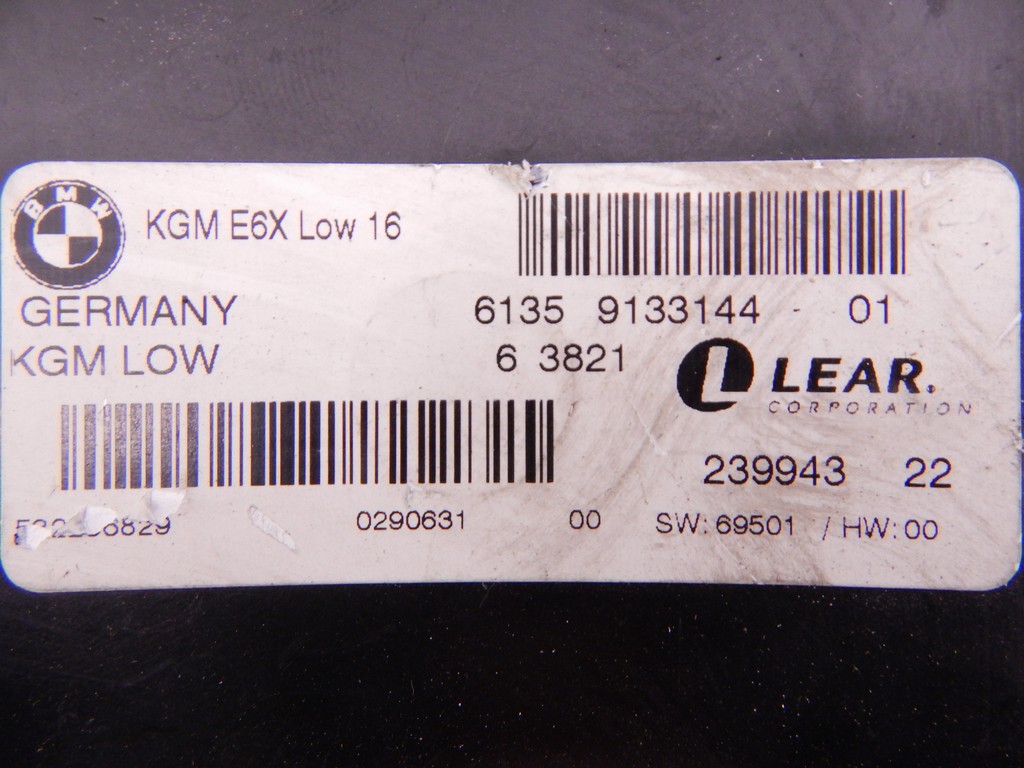 BMW
KGM E6X Low 16
GERMANY 6135 9133144 - 01
KGM LOW 6 3821
LEAR.
CORPORATION
239943 22
0290631 00 SW: 69501 / HW: 00